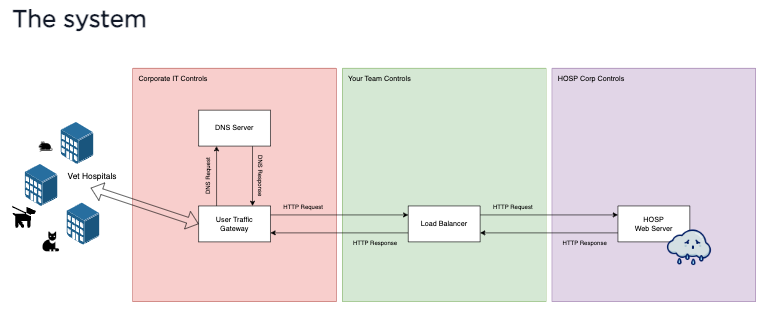 The system
Corporate IT Controls
Your Team Controls
HOSP Corp Controls
DNS Server
DNS Request
DNS Response
Vet Hospitals
User Traffic
Gateway
HTTP Request
HTTP Response
Load Balancer
HTTP Request
HTTP Response
HOSP
Web Server